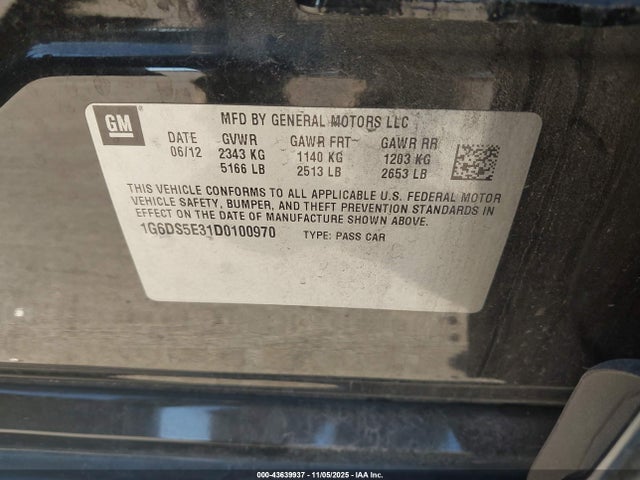 GM
MFD BY GENERAL MOTORS LLC
DATE GVWR GAWR FRT GAWR RR
06/12 2343 KG 1140 KG 1203 KG
5166 LB 2513 LB 2653 LB
THIS VEHICLE CONFORMS TO ALL APPLICABLE U.S. FEDERAL MOTOR
VEHICLE SAFETY, BUMPER, AND THEFT PREVENTION STANDARDS IN
EFFECT ON THE DATE OF MANUFACTURE SHOWN ABOVE.
1G6DS5E31D0100970 TYPE: PASS CAR
000-43639937 - 11/05/2025 - IAA Inc.